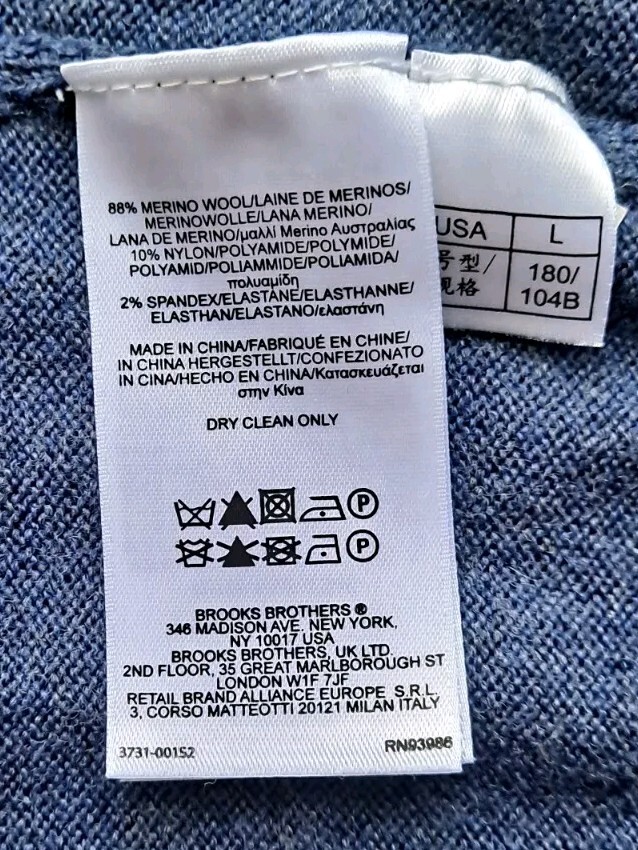 88% MERINO WOOL/LAINE DE MERINOS/
MERINOWOLLE/LANA MERINO/
LANA DE MERINO/μαλλί Merino Αυστραλίας
10% NYLON/POLYAMIDE/POLYMIDE/
POLYAMID/POLIAMMIDE/POLIAMIDA/
πολυαμίδη
2% SPANDEX/ELASTANE/ELASTHANNE/
ELASTHAN/ELASTANO/ελαστάνη
MADE IN CHINA/FABRIQUÉ EN CHINE/
IN CHINA HERGESTELLT/CONFEZIONATO
IN CINA/HECHO EN CHINA/Κατασκευάζεται
στην Κίνα
DRY CLEAN ONLY
P
P
BROOKS BROTHERS ®
346 MADISON AVE. NEW YORK,
NY 10017 USA
BROOKS BROTHERS, UK LTD.
2ND FLOOR, 35 GREAT MARLBOROUGH ST
LONDON W1F 7JF
RETAIL BRAND ALLIANCE EUROPE S.R.L.
3, CORSO MATTEOTTI 20121 MILAN ITALY
3731-00152 RN93986
USA L
号型/ 180/
规格 104B